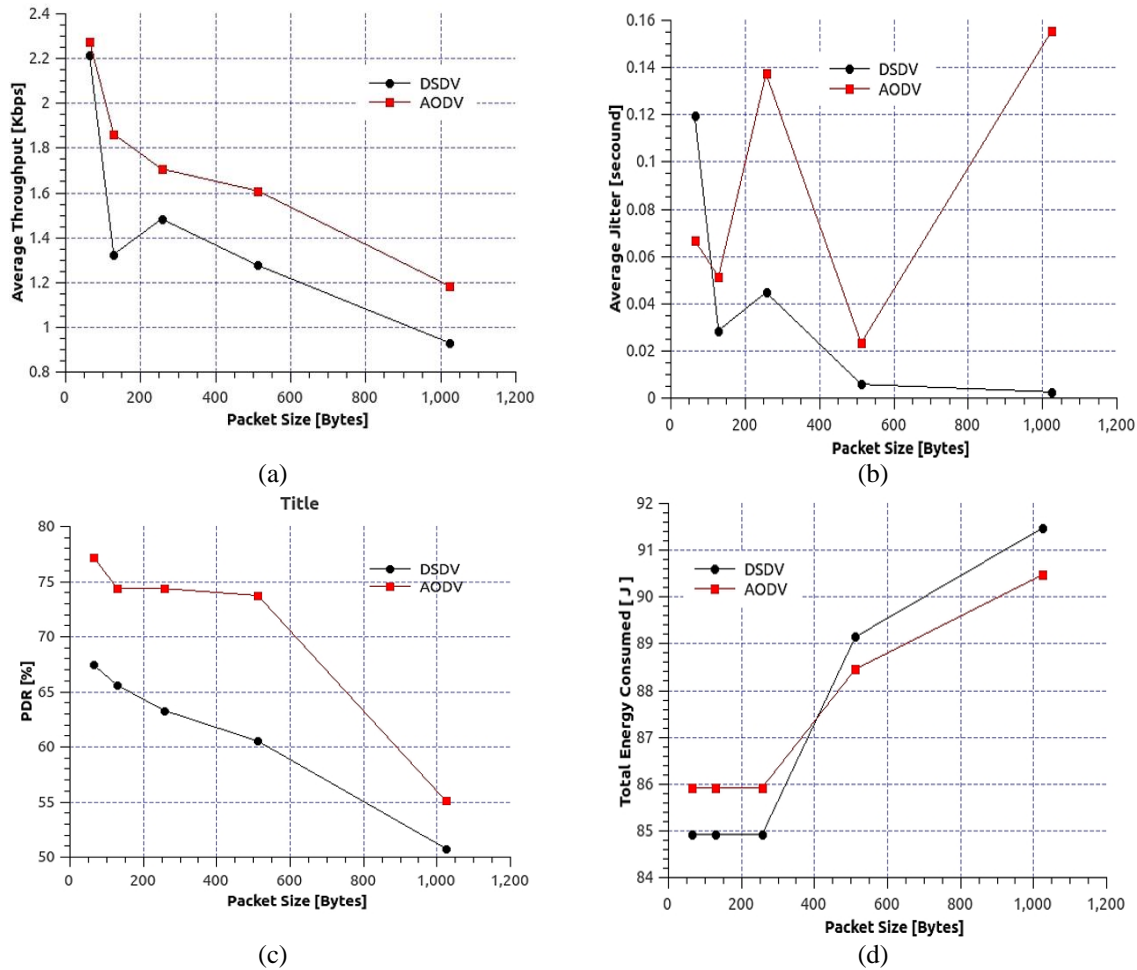 2.4
2.2
2
1.8
1.6
1.4
1.2
1
0.8
Average Throughput [Kbps]
DSDV
AODV
0 200 400 600 800 1,000 1,200
Packet Size [Bytes]
(a)
0.16
0.14
0.12
0.1
0.08
0.06
0.04
0.02
0
Average Jitter [secound]
DSDV
AODV
0 200 400 600 800 1,000 1,200
Packet Size [Bytes]
(b)
Title
80
75
70
65
60
55
50
PDR [%]
DSDV
AODV
0 200 400 600 800 1,000 1,200
Packet Size [Bytes]
(c)
92
91
90
89
88
87
86
85
84
Total Energy Consumed [ J ]
DSDV
AODV
0 200 400 600 800 1,000 1,200
Packet Size [Bytes]
(d)